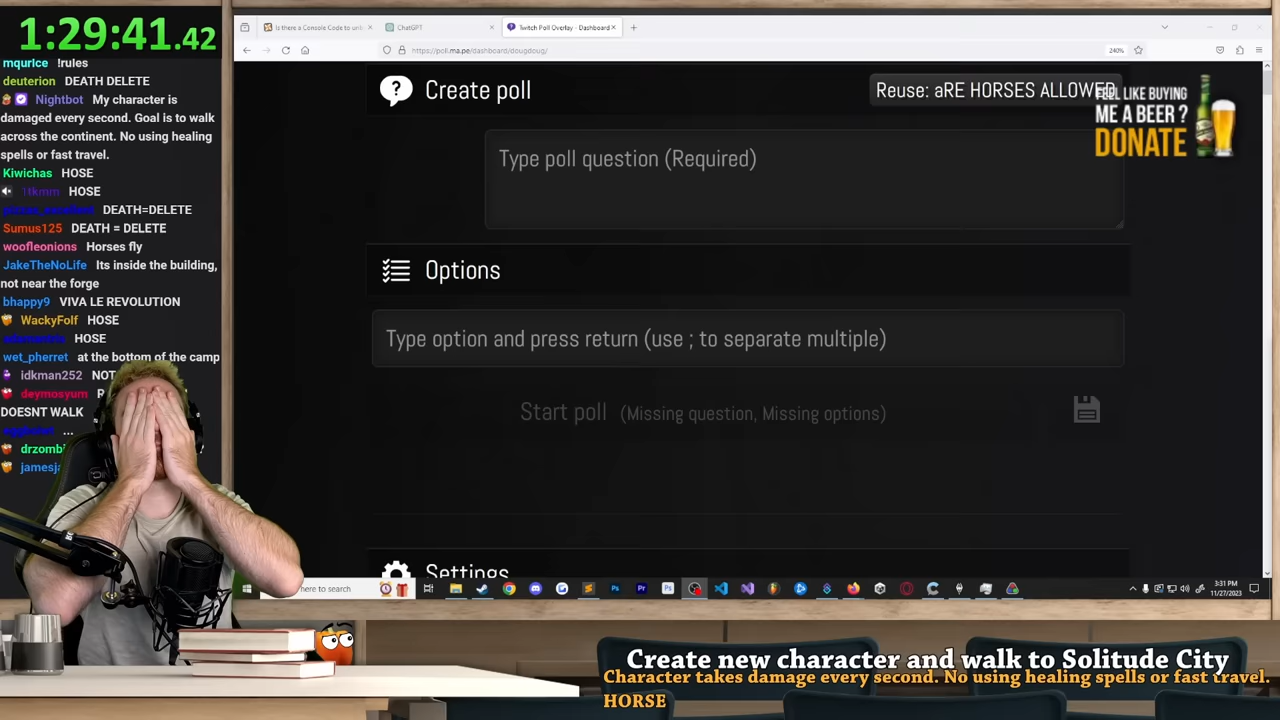 1:29:41.42
mqurlce !rules
deuterion DEATH DELETE
Nightbot My character is
damaged every second. Goal is to walk
across the continent. No using healing
spells or fast travel.
Kiwichas HOSE
1tkmm HOSE
DEATH=DELETE
Sumus125 DEATH = DELETE
woofleonions Horses fly
JakeTheNoLife Its inside the building,
not near the forge
bhappy9 VIVA LE REVOLUTION
WackyFolf HOSE
HOSE
wet_pherret at the bottom of the camp
idkman252 NOT
deymosyum R
DOESNT WALK
...
drzombi
jamesja
Is there a Console Code to unl
ChatGPT
Twitch Poll Overlay - Dashboard
https://poll.ma.pe/dashboard/dougdoug/
240%
Create poll
Reuse: aRE HORSES ALLOWED
FEEL LIKE BUYING
ME A BEER ?
DONATE
Type poll question (Required)
Options
Type option and press return (use ; to separate multiple)
Start poll (Missing question, Missing options)
Settings
here to search
3:31 PM
11/27/2023
Create new character and walk to Solitude City
Character takes damage every second. No using healing spells or fast travel.
HORSE